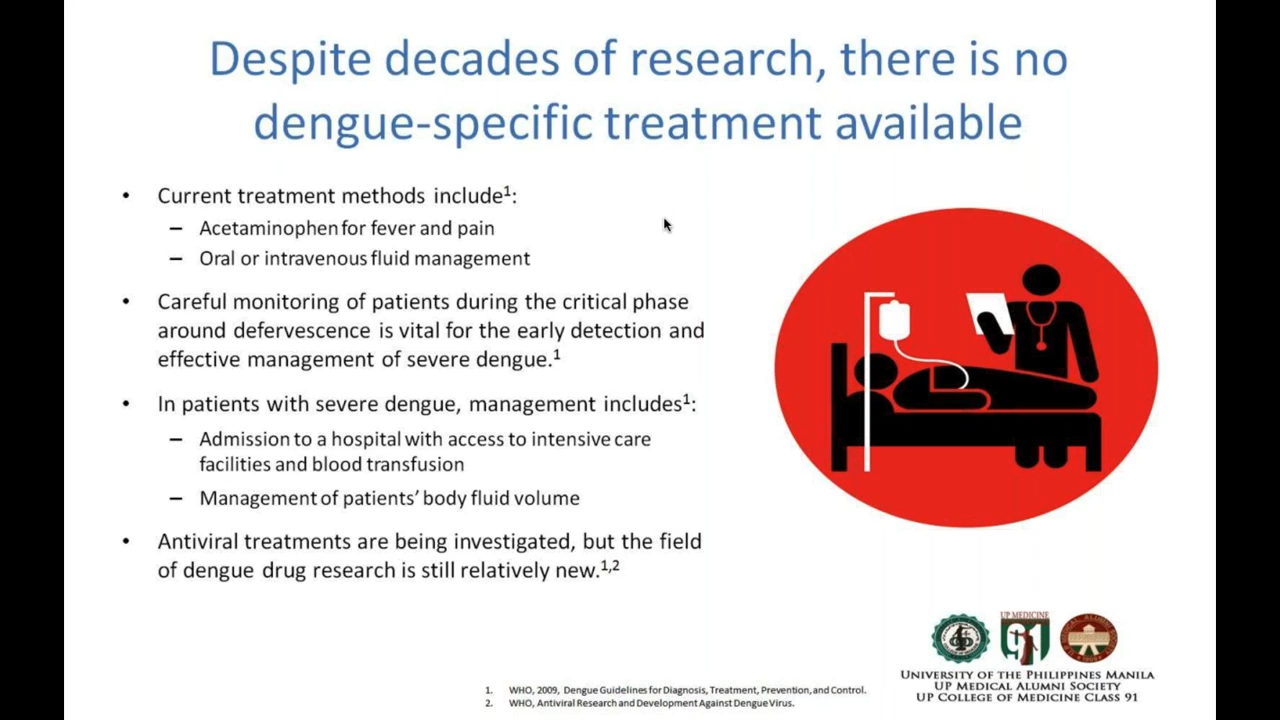 Despite decades of research, there is no
dengue-specific treatment available
• Current treatment methods include1:
– Acetaminophen for fever and pain
– Oral or intravenous fluid management
• Careful monitoring of patients during the critical phase
around defervescence is vital for the early detection and
effective management of severe dengue.1
• In patients with severe dengue, management includes1:
– Admission to a hospital with access to intensive care
facilities and blood transfusion
– Management of patients' body fluid volume
• Antiviral treatments are being investigated, but the field
of dengue drug research is still relatively new.1,2
UP MEDICINE
91
UNIVERSITY OF THE PHILIPPINES MANILA
UP MEDICAL ALUMNI SOCIETY
UP COLLEGE OF MEDICINE CLASS 91
1. WHO, 2009, Dengue Guidelines for Diagnosis, Treatment, Prevention, and Control.
2. WHO, Antiviral Research and Development Against Dengue Virus.